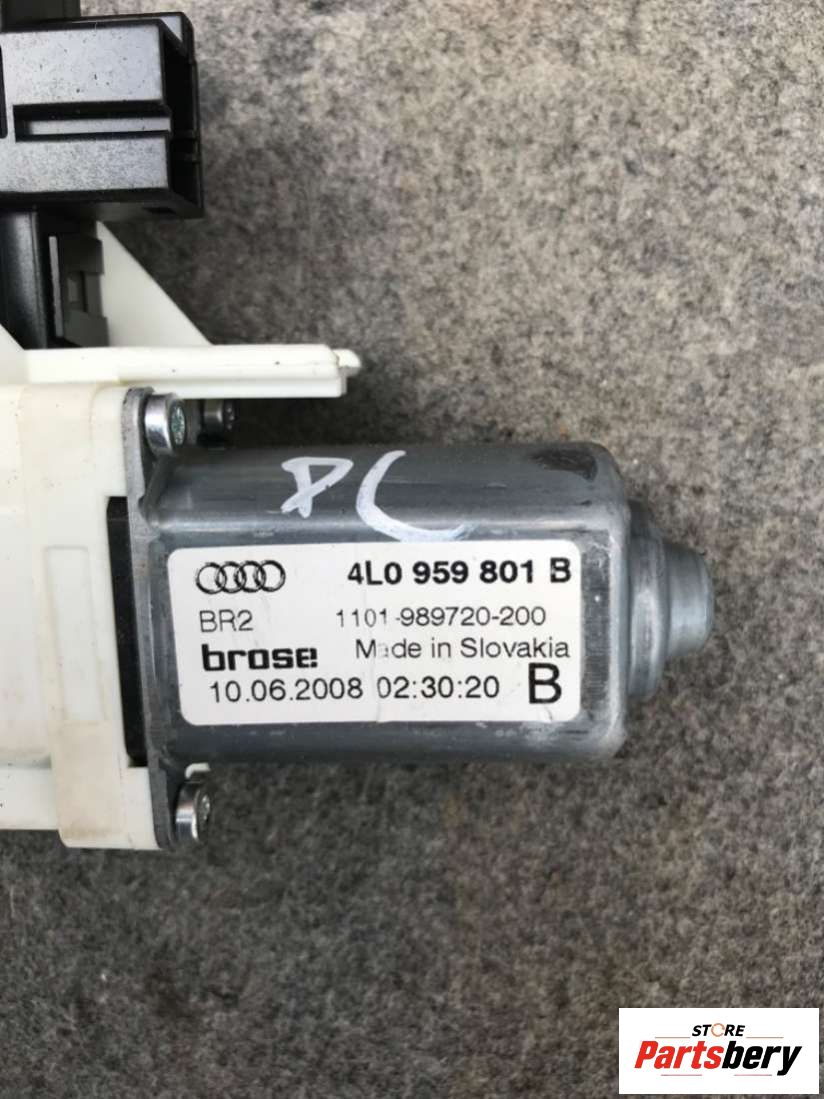 4L0 959 801 B
BR2 1101-989720-200
brose Made in Slovakia
10.06.2008 02:30:20 B
STORE
Partsbery